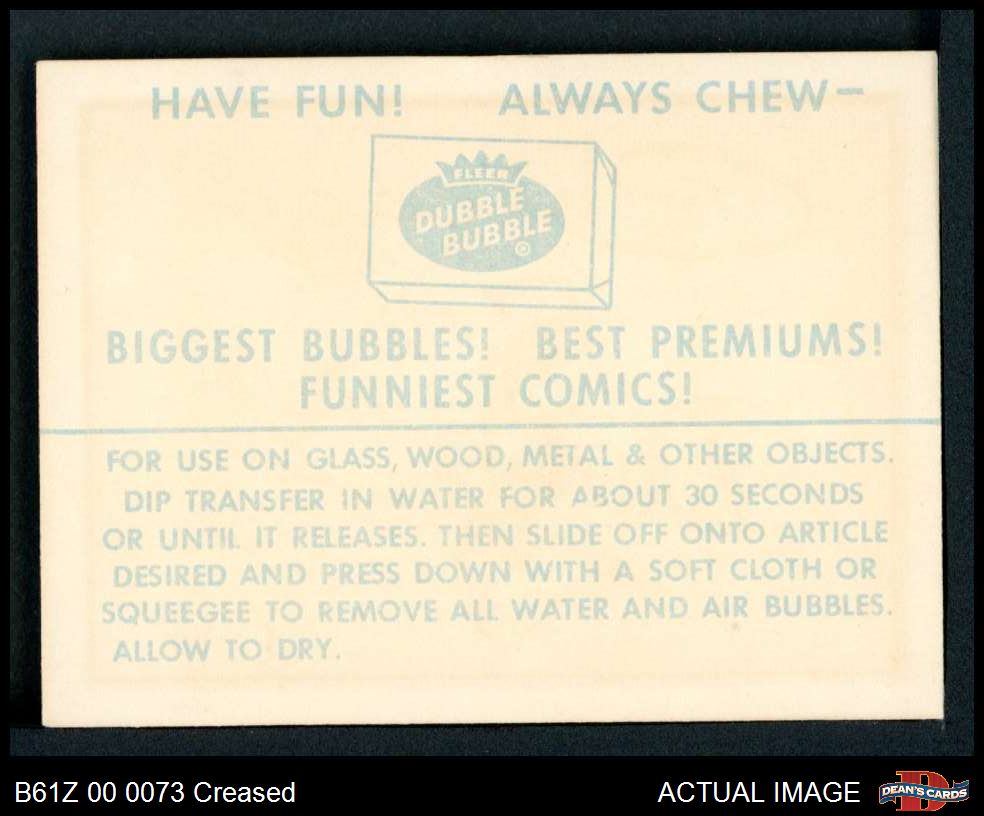 HAVE FUN! ALWAYS CHEW—
FLEER
DUBBLE
BUBBLE
®
BIGGEST BUBBLES! BEST PREMIUMS!
FUNNIEST COMICS!
FOR USE ON GLASS, WOOD, METAL & OTHER OBJECTS.
DIP TRANSFER IN WATER FOR ABOUT 30 SECONDS
OR UNTIL IT RELEASES. THEN SLIDE OFF ONTO ARTICLE
DESIRED AND PRESS DOWN WITH A SOFT CLOTH OR
SQUEEGEE TO REMOVE ALL WATER AND AIR BUBBLES.
ALLOW TO DRY.
B61Z 00 0073 Creased ACTUAL IMAGE
D
DEAN'S CARDS